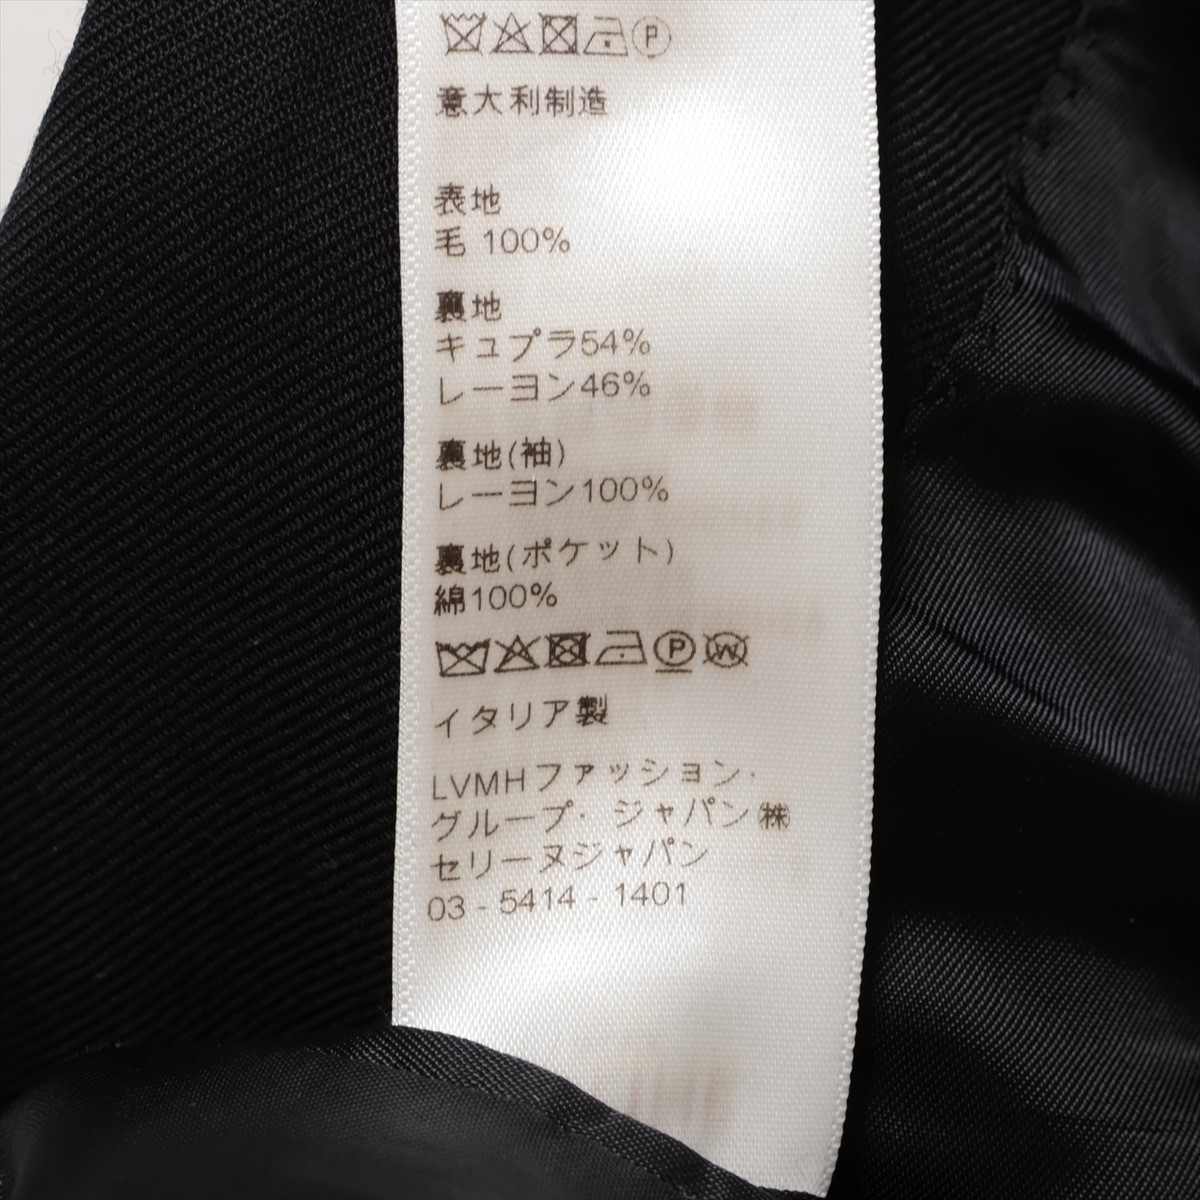 意大利制造
表地
毛 100%
裏地
キュプラ54%
レーヨン46%
裏地(袖)
レーヨン100%
裏地(ポケット)
綿100%
イタリア製
LVMHファッション・
グループ・ジャパン㈱
セリーヌジャパン
03 - 5414 - 1401